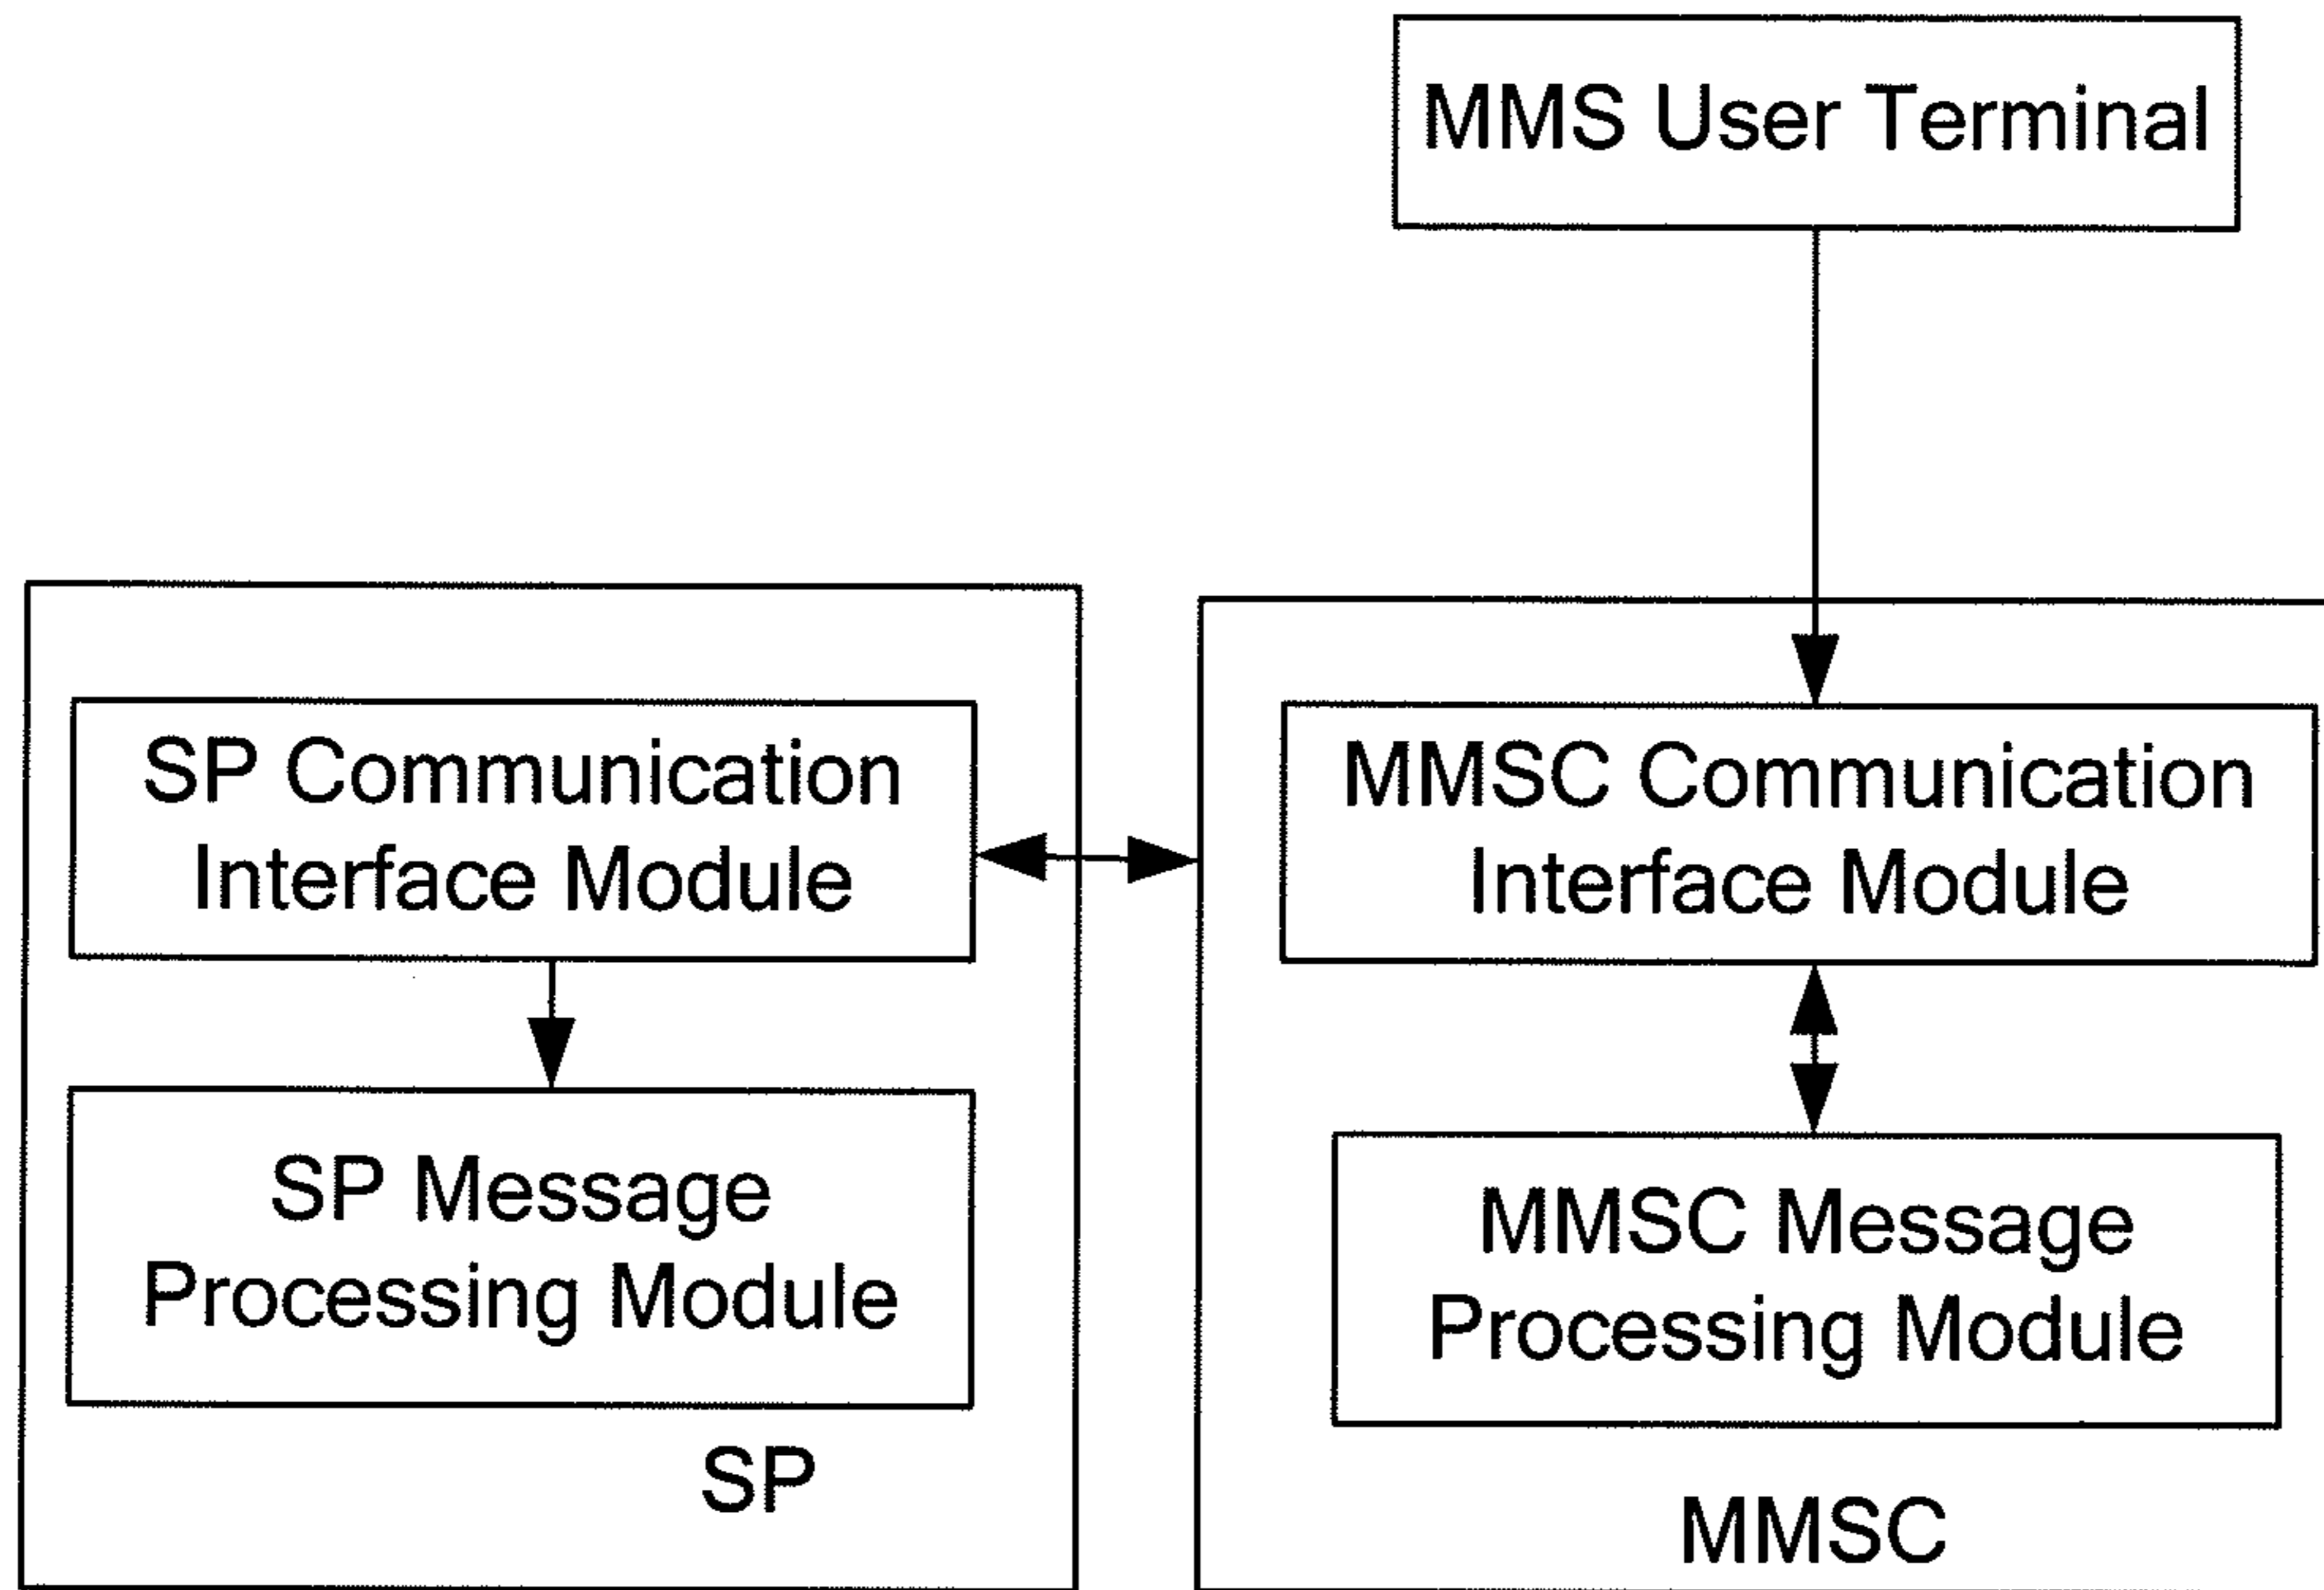 MMS User Terminal
SP Communication
Interface Module
SP Message
Processing Module
SP
MMSC Communication
Interface Module
MMSC Message
Processing Module
MMSC